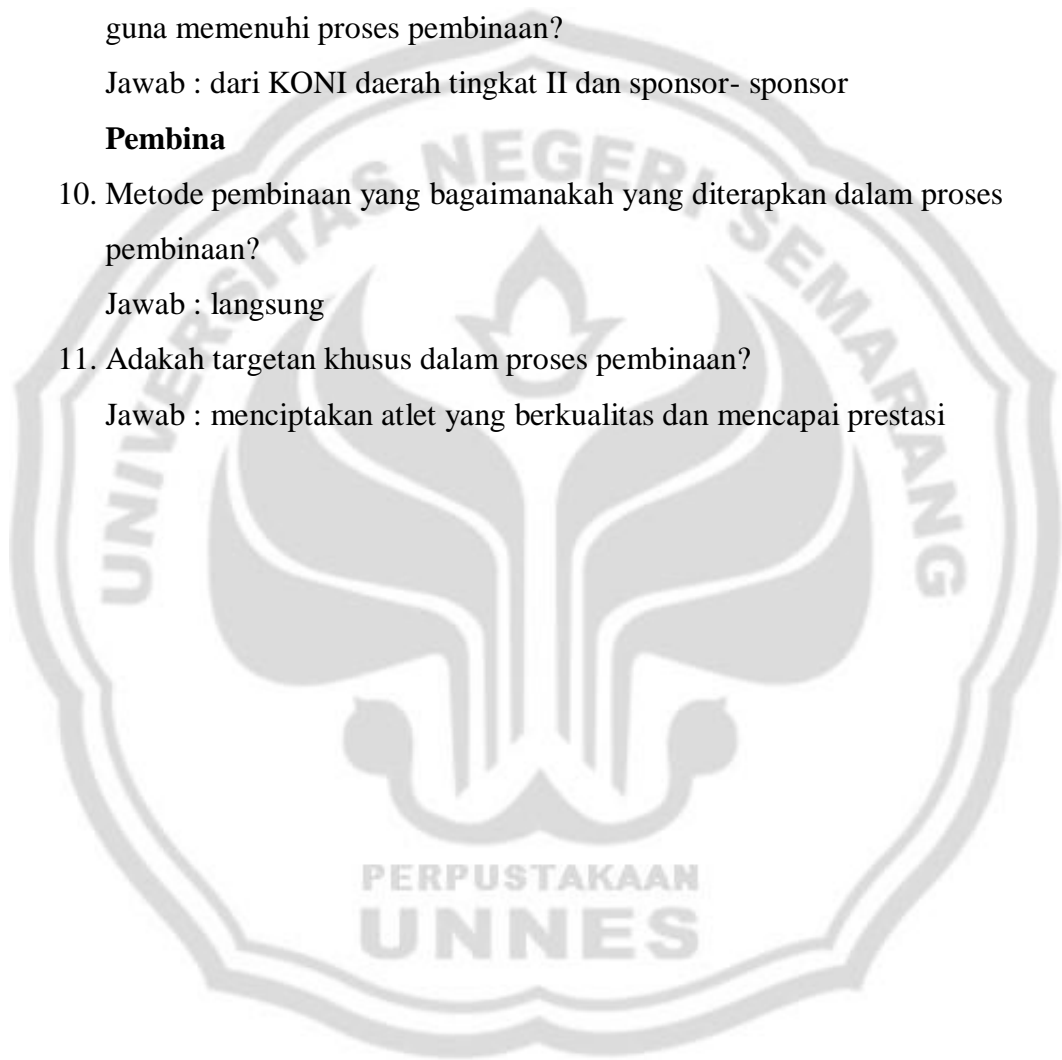 guna memenuhi proses pembinaan?
Jawab : dari KONI daerah tingkat II dan sponsor- sponsor
Pembina
10. Metode pembinaan yang bagaimanakah yang diterapkan dalam proses
pembinaan?
Jawab : langsung
11. Adakah targetan khusus dalam proses pembinaan?
Jawab : menciptakan atlet yang berkualitas dan mencapai prestasi
UNIVERSITAS NEGERI SEMARANG
PERPUSTAKAAN
UNNES